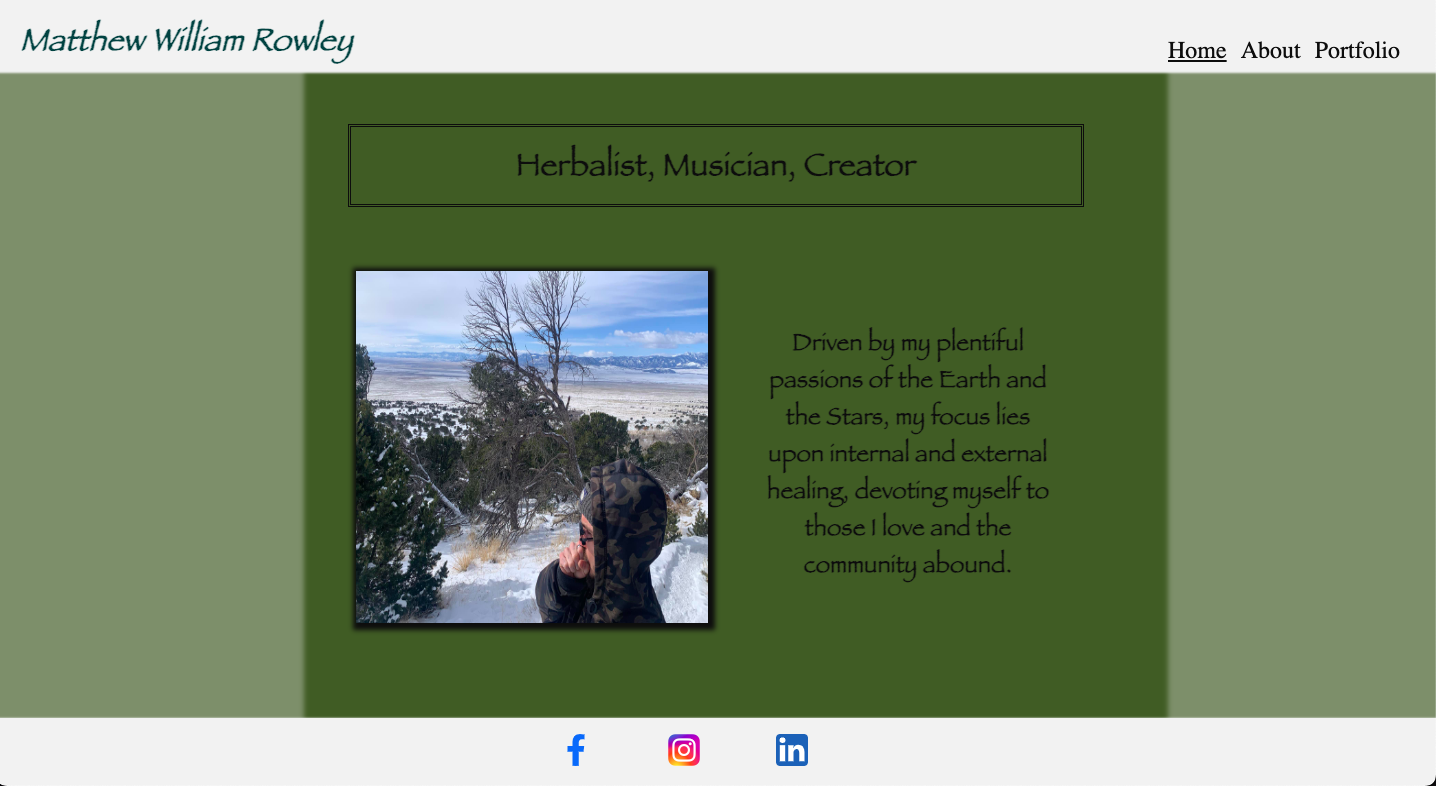 Matthew William Rowley
Home About Portfolio
Herbalist, Musician, Creator
Driven by my plentiful
passions of the Earth and
the Stars, my focus lies
upon internal and external
healing, devoting myself to
those I love and the
community abound.
f in